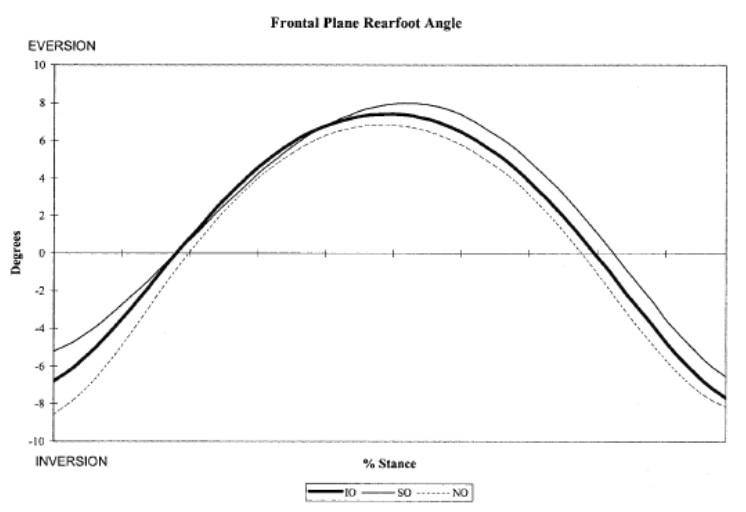 Frontal Plane Rearfoot Angle
EVERSION
10
8
6
4
2
0
-2
-4
-6
-8
-10
Degrees
INVERSION
% Stance
IO SO NO